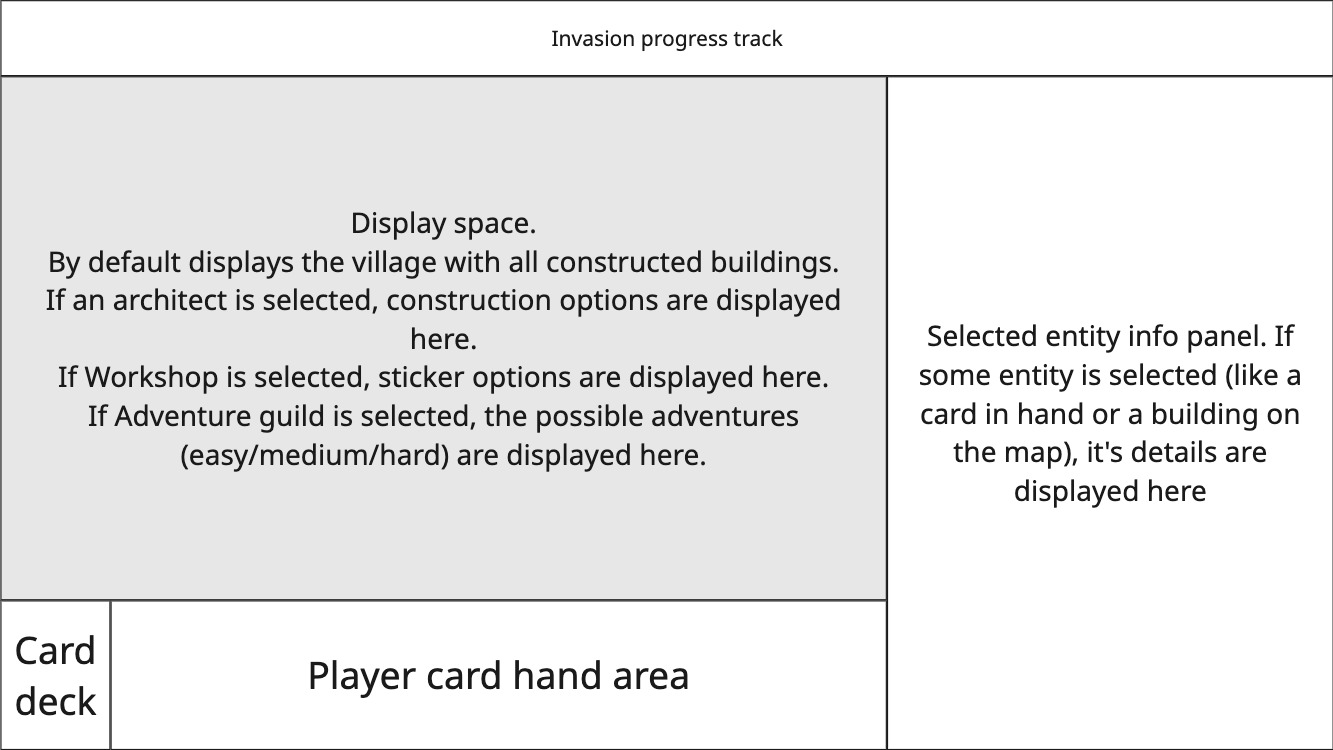 Invasion progress track
Display space.
By default displays the village with all constructed buildings.
If an architect is selected, construction options are displayed
here.
If Workshop is selected, sticker options are displayed here.
If Adventure guild is selected, the possible adventures
(easy/medium/hard) are displayed here.
Selected entity info panel. If
some entity is selected (like a
card in hand or a building on
the map), it's details are
displayed here
Card
deck
Player card hand area